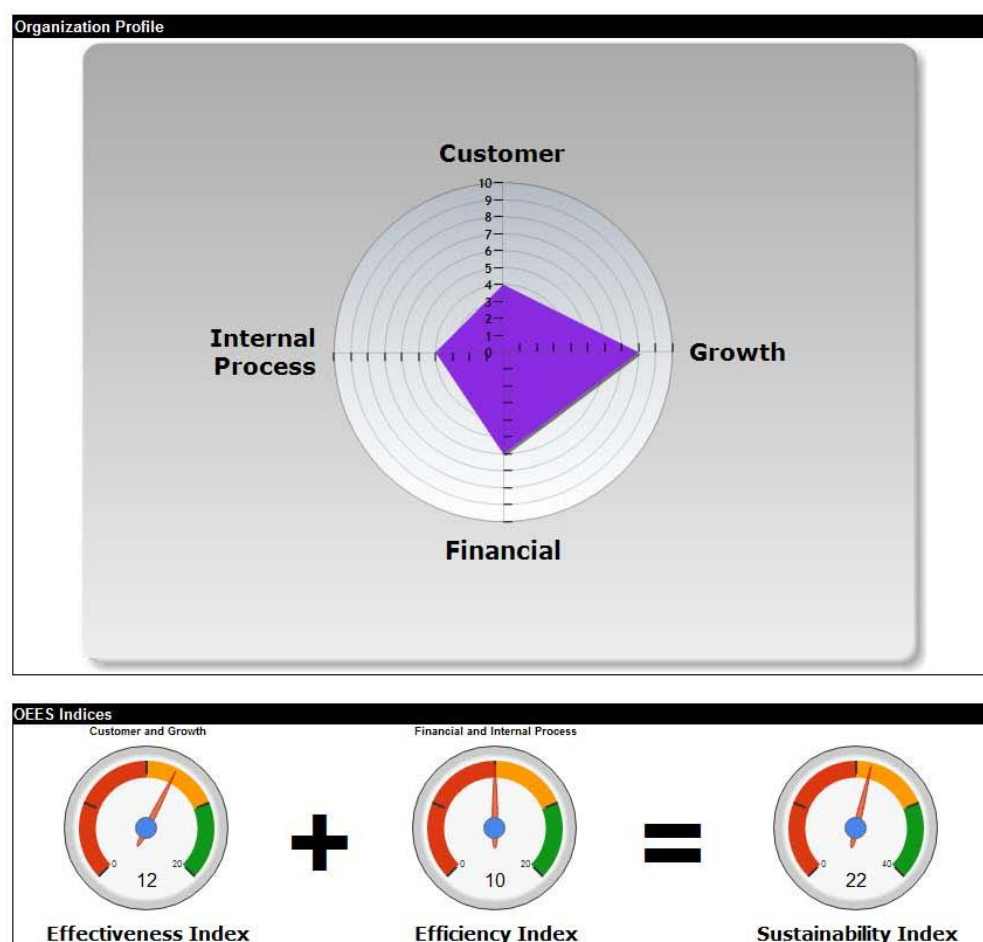 Organization Profile
Customer
10
9
8
7
6
5
4
3
2
1
0
Internal
Process
Growth
Financial
OEES Indices
Customer and Growth
Financial and Internal Process
0
20
12
+
0
20
10
=
0
40
22
Effectiveness Index
Efficiency Index
Sustainability Index